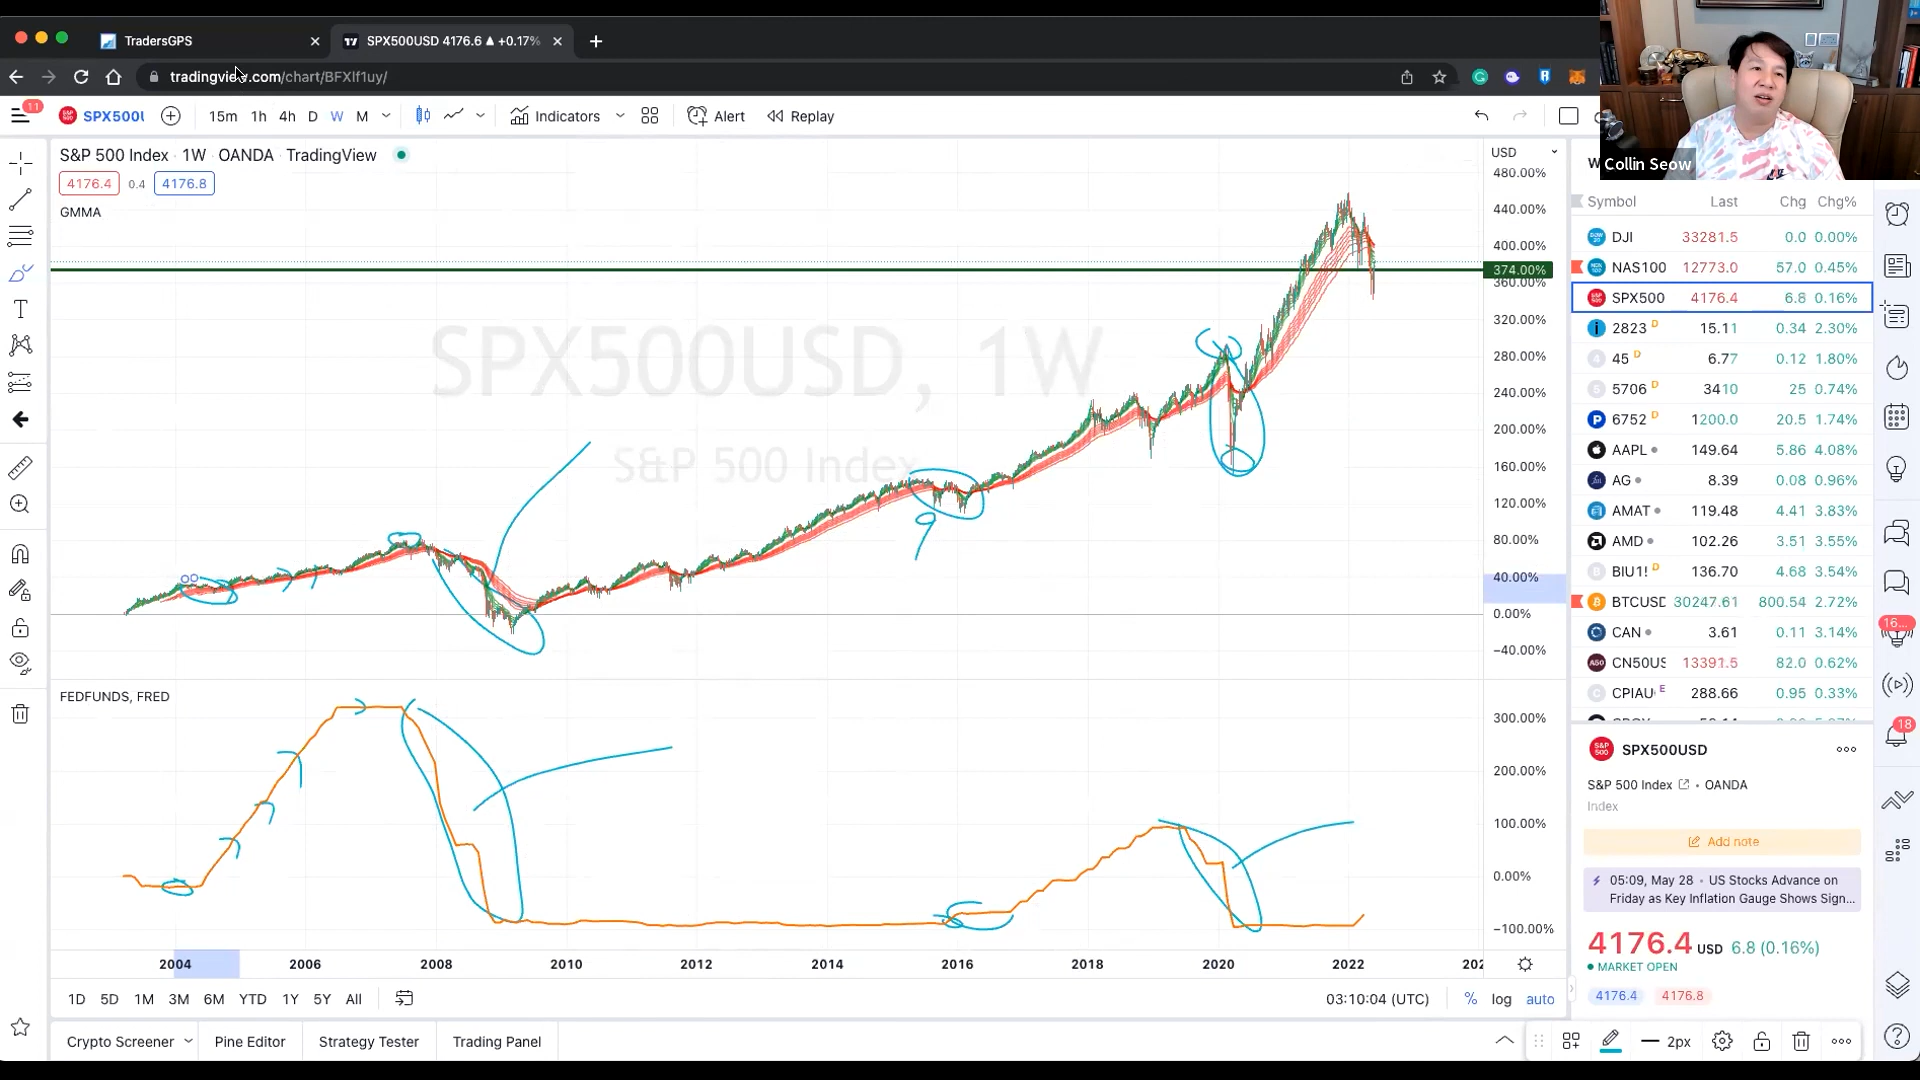 TradersGPS
SPX500USD 4176.6 ▲ +0.17%
tradingview.com/chart/BFXIf1uy/
Collin Seow
11
SPX500U
15m 1h 4h D W M
Indicators
Alert
Replay
S&P 500 Index · 1W · OANDA · TradingView
4176.4 0.4 4176.8
GMMA
SPX500USD, 1W
S&P 500 Index
USD
480.00%
440.00%
400.00%
374.00%
360.00%
320.00%
280.00%
240.00%
200.00%
160.00%
120.00%
80.00%
40.00%
0.00%
−40.00%
FEDFUNDS, FRED
300.00%
200.00%
100.00%
0.00%
−100.00%
2004 2006 2008 2010 2012 2014 2016 2018 2020 2022
1D 5D 1M 3M 6M YTD 1Y 5Y All
03:10:04 (UTC) % log auto
Crypto Screener Pine Editor Strategy Tester Trading Panel
Symbol Last Chg Chg%
DJI 33281.5 0.0 0.00%
NAS100 12773.0 57.0 0.45%
SPX500 4176.4 6.8 0.16%
2823 D 15.11 0.34 2.30%
45 D 6.77 0.12 1.80%
5706 D 3410 25 0.74%
6752 D 1200.0 20.5 1.74%
AAPL 149.64 5.86 4.08%
AG 8.39 0.08 0.96%
AMAT 119.48 4.41 3.83%
AMD 102.26 3.51 3.55%
BIU1! D 136.70 4.68 3.54%
BTCUSD 30247.61 800.54 2.72%
CAN 3.61 0.11 3.14%
CN50US 13391.5 82.0 0.62%
CPIAU E 288.66 0.95 0.33%
SPX500USD
S&P 500 Index · OANDA
Index
Add note
05:09, May 28 · US Stocks Advance on
Friday as Key Inflation Gauge Shows Sign...
4176.4 USD 6.8 (0.16%)
MARKET OPEN
4176.4 4176.8
2px
16...
18